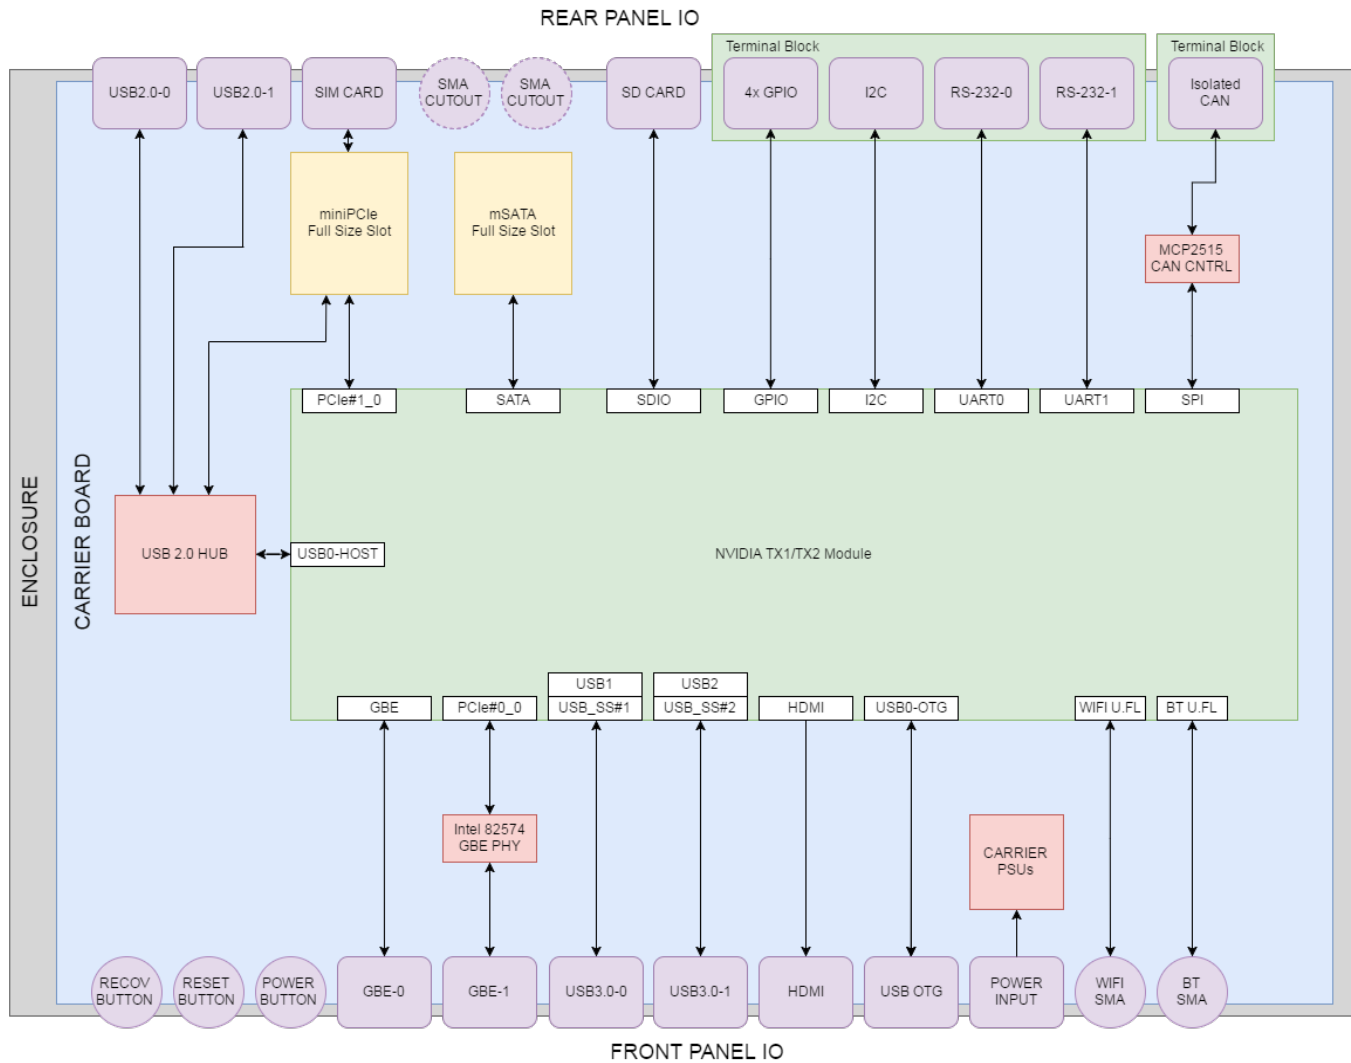 REAR PANEL IO
Terminal Block
Terminal Block
USB2.0-0
USB2.0-1
SIM CARD
SMA
CUTOUT
SMA
CUTOUT
SD CARD
4x GPIO
I2C
RS-232-0
RS-232-1
Isolated
CAN
miniPCIe
Full Size Slot
mSATA
Full Size Slot
MCP2515
CAN CNTRL
PCIe#1_0
SATA
SDIO
GPIO
I2C
UART0
UART1
SPI
ENCLOSURE
CARRIER BOARD
USB 2.0 HUB
USB0-HOST
NVIDIA TX1/TX2 Module
USB1
USB2
GBE
PCIe#0_0
USB_SS#1
USB_SS#2
HDMI
USB0-OTG
WIFI U.FL
BT U.FL
Intel 82574
GBE PHY
CARRIER
PSUs
RECOV
BUTTON
RESET
BUTTON
POWER
BUTTON
GBE-0
GBE-1
USB3.0-0
USB3.0-1
HDMI
USB OTG
POWER
INPUT
WIFI
SMA
BT
SMA
FRONT PANEL IO